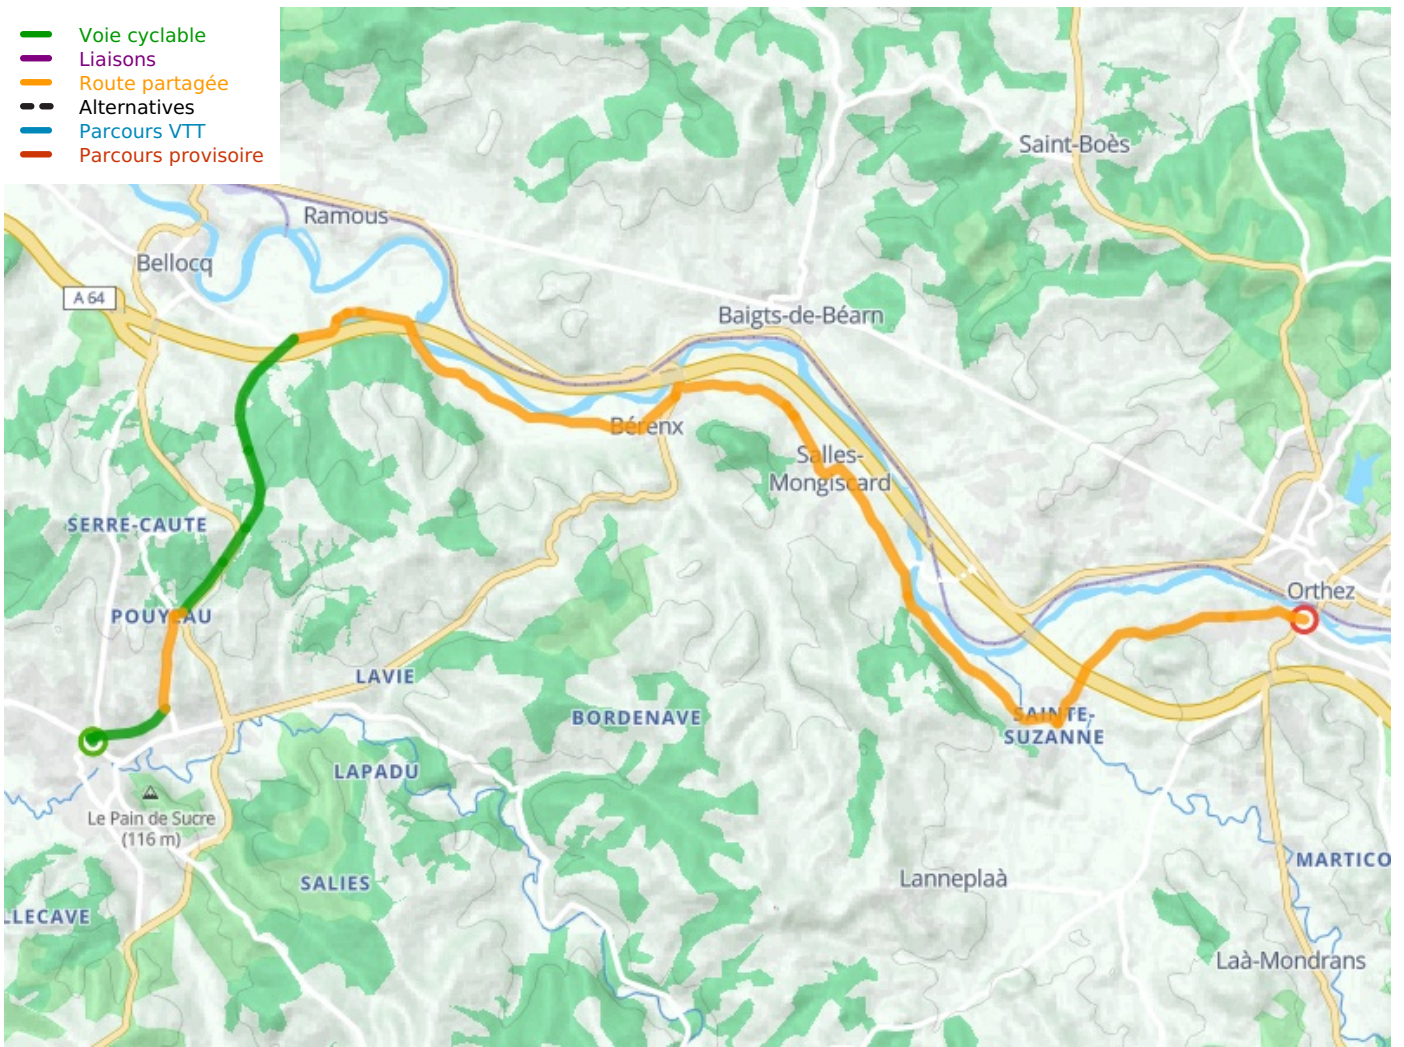 Voie cyclable
Liaisons
Route partagée
Alternatives
Parcours VTT
Parcours provisoire
Saint-Boès
Ramous
Bellocq
A 64
Baigts-de-Béarn
Bérenx
Salles-
Mongiscard
SERRE-CAUTE
Orthez
POUYEAU
LAVIE
BORDENAVE
SAINTE-
SUZANNE
LAPADU
Le Pain de Sucre
(116 m)
MARTICO
SALIES
Lanneplaà
LLECAVE
Laà-Mondrans